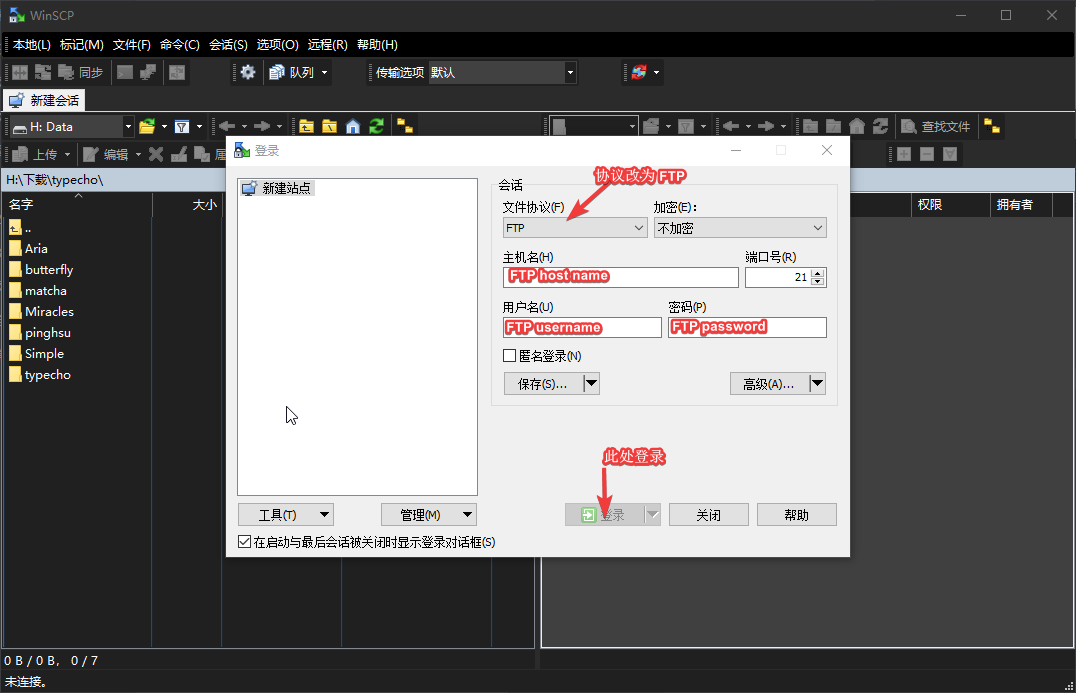 WinSCP
本地(L) 标记(M) 文件(F) 命令(C) 会话(S) 选项(O) 远程(R) 帮助(H)
同步 队列 传输选项 默认
新建会话
H: Data
查找文件
上传 编辑
H:\下载\typecho\
名字 大小
权限 拥有者
..
Aria
butterfly
matcha
Miracles
pinghsu
Simple
typecho
登录
新建站点
会话
协议改为 FTP
文件协议(F) 加密(E):
FTP 不加密
主机名(H) 端口号(R)
FTP host name 21
用户名(U) 密码(P)
FTP username FTP password
匿名登录(N)
保存(S)... 高级(A)...
此处登录
工具(T) 管理(M) 登录 关闭 帮助
在启动与最后会话被关闭时显示登录对话框(S)
0 B / 0 B, 0 / 7
未连接。